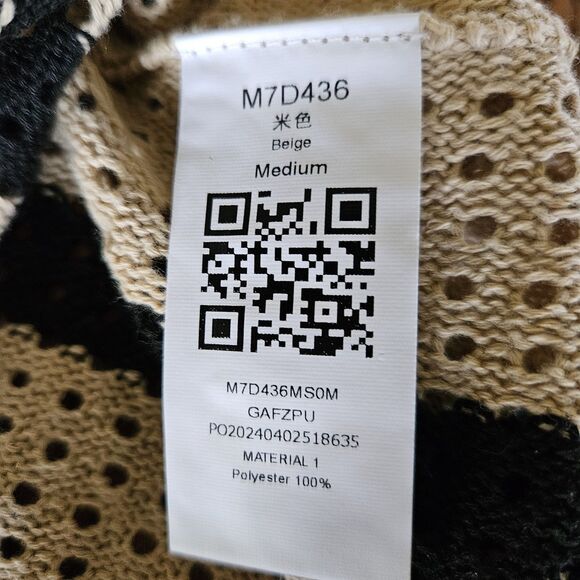 M7D436
米色
Beige
Medium
M7D436MS0M
GAFZPU
PO20240402518635
MATERIAL 1
Polyester 100%